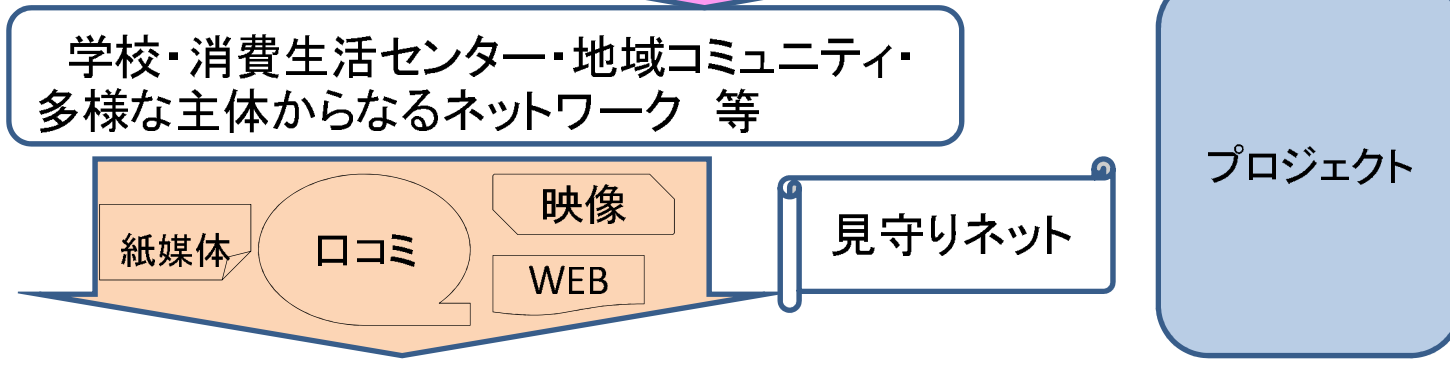 学校・消費生活センター・地域コミュニティ・
多様な主体からなるネットワーク　等
プロジェクト
紙媒体
口コミ
映像
WEB
見守りネット